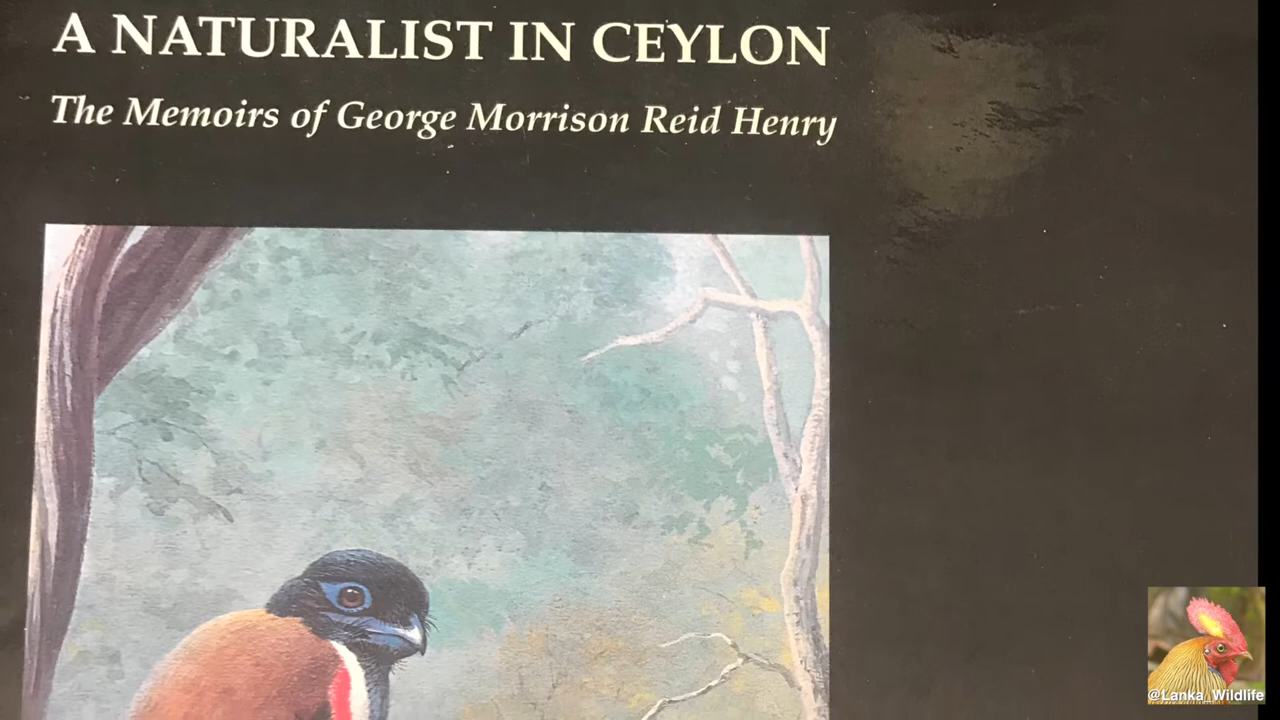 A NATURALIST IN CEYLON
The Memoirs of George Morrison Reid Henry
@Lanka_Wildlife